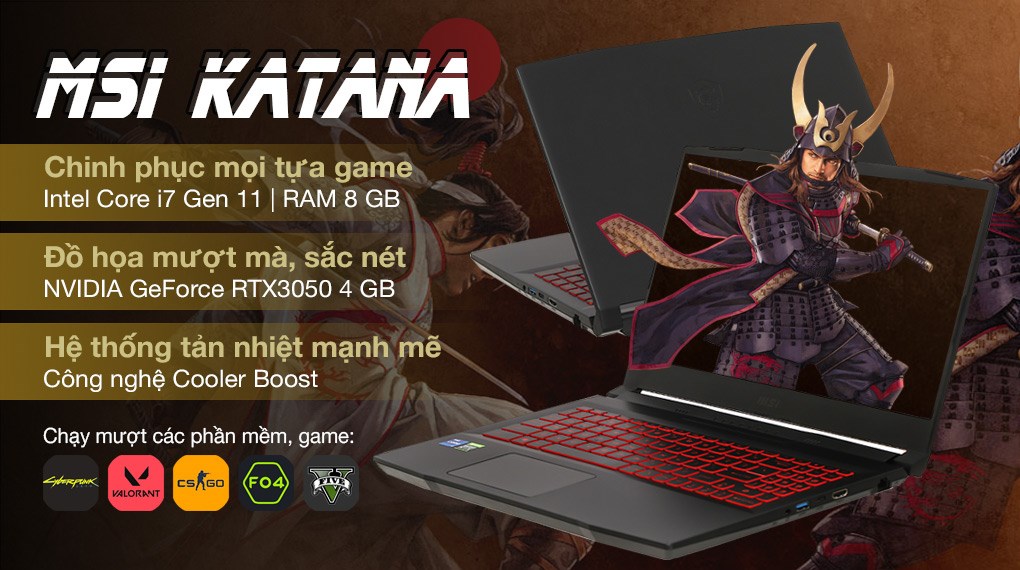 MSI KATANA
Chinh phục mọi tựa game
Intel Core i7 Gen 11 | RAM 8 GB
Đồ họa mượt mà, sắc nét
NVIDIA GeForce RTX3050 4 GB
Hệ thống tản nhiệt mạnh mẽ
Công nghệ Cooler Boost
Chạy mượt các phần mềm, game:
CYBERPUNK
VALORANT
CS GO
FO4
V
FIVE
msi